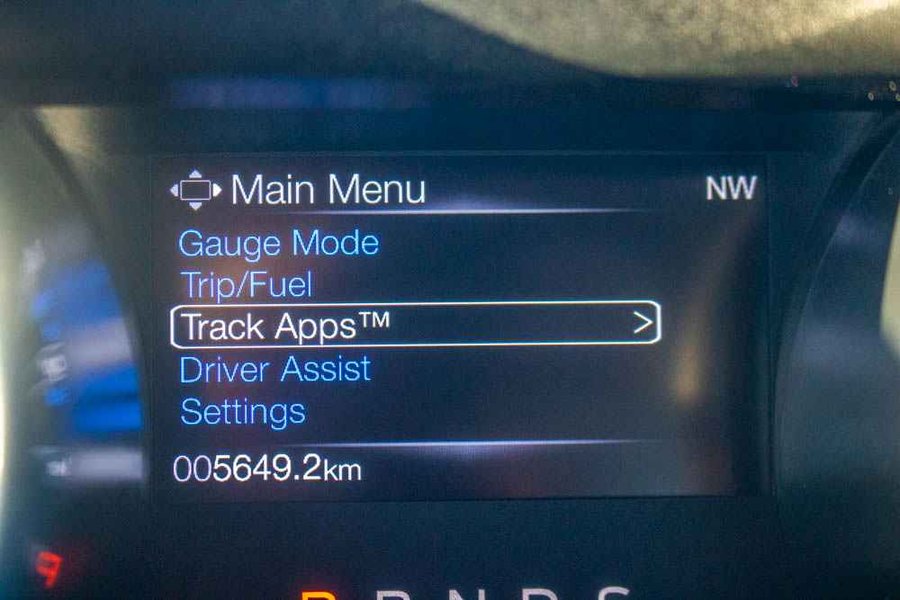 Main Menu NW
Gauge Mode
Trip/Fuel
Track Apps™ >
Driver Assist
Settings
005649.2km
P R N D S